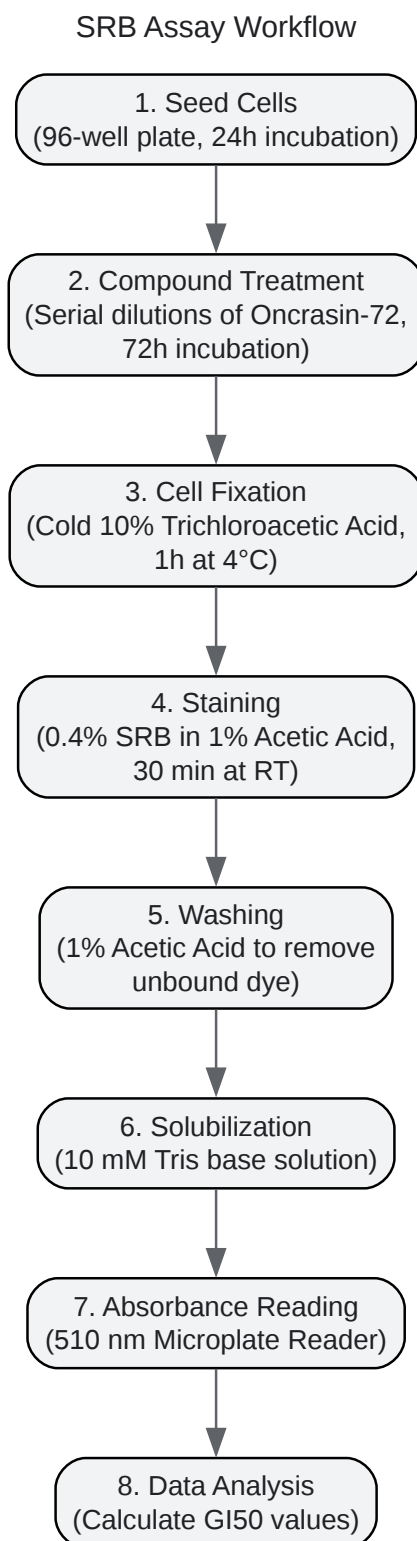 SRB Assay Workflow
1. Seed Cells
(96-well plate, 24h incubation)
2. Compound Treatment
(Serial dilutions of Oncrasin-72,
72h incubation)
3. Cell Fixation
(Cold 10% Trichloroacetic Acid,
1h at 4°C)
4. Staining
(0.4% SRB in 1% Acetic Acid,
30 min at RT)
5. Washing
(1% Acetic Acid to remove
unbound dye)
6. Solubilization
(10 mM Tris base solution)
7. Absorbance Reading
(510 nm Microplate Reader)
8. Data Analysis
(Calculate GI50 values)